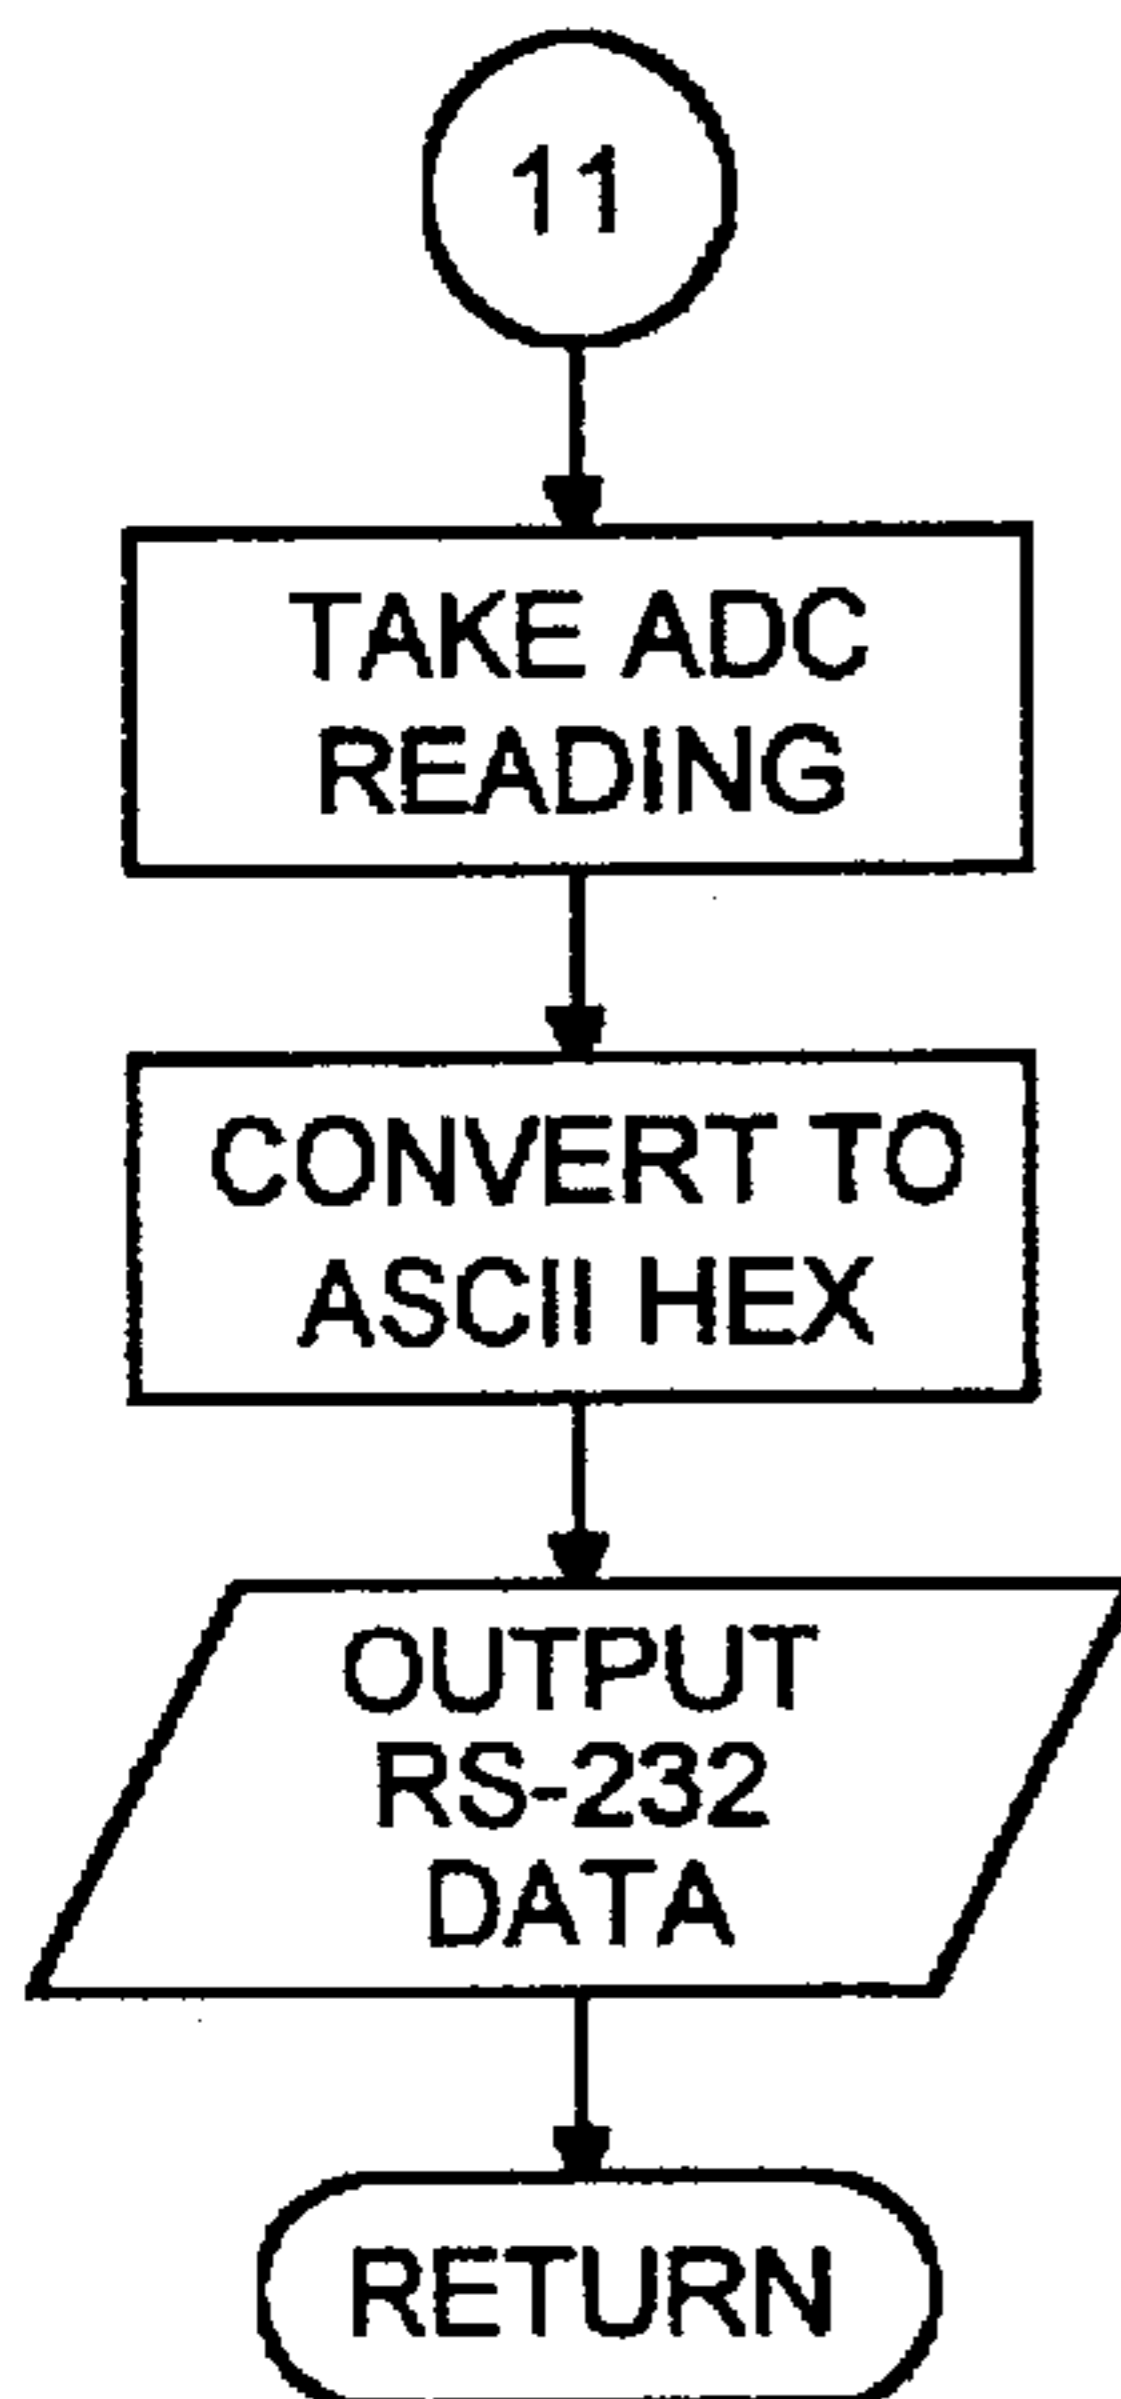 11
TAKE ADC
READING
CONVERT TO
ASCII HEX
OUTPUT
RS-232
DATA
RETURN